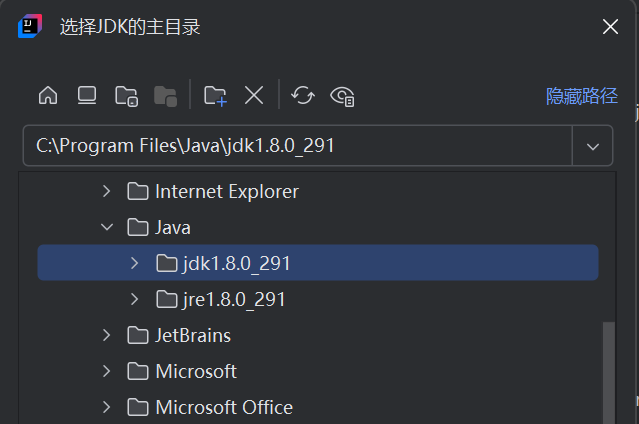 选择JDK的主目录
隐藏路径
C:\Program Files\Java\jdk1.8.0_291
Internet Explorer
Java
jdk1.8.0_291
jre1.8.0_291
JetBrains
Microsoft
Microsoft Office